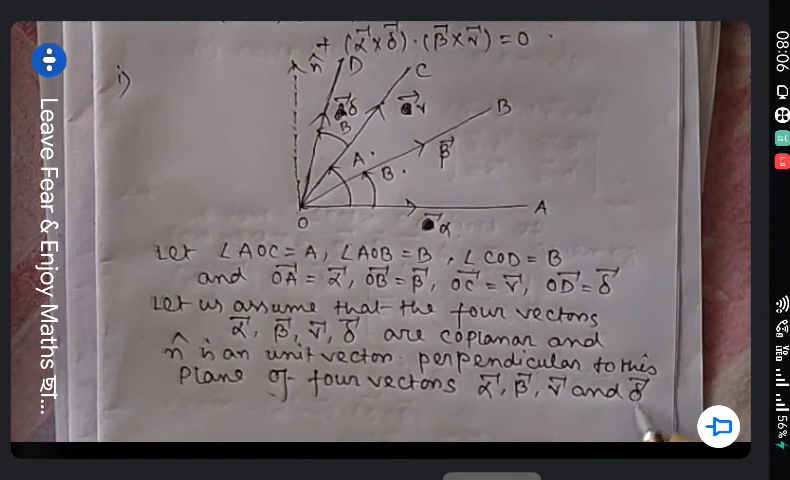 + (α⃗×δ⃗)·(β⃗×γ⃗) = 0 .
i)
n̂
D
C
δ⃗
γ⃗
B
B
A
β⃗
B
O
α⃗
A
Let ∠AOC = A, ∠AOB = B, ∠COD = B
and OA⃗ = α⃗, OB⃗ = β⃗, OC⃗ = γ⃗, OD⃗ = δ⃗
Let us assume that the four vectors
α⃗, β⃗, γ⃗, δ⃗ are coplanar and
n̂ is an unit vector perpendicular to this
plane of four vectors α⃗, β⃗, γ⃗ and δ⃗
Leave Fear & Enjoy Maths ছা...
08:06
56%